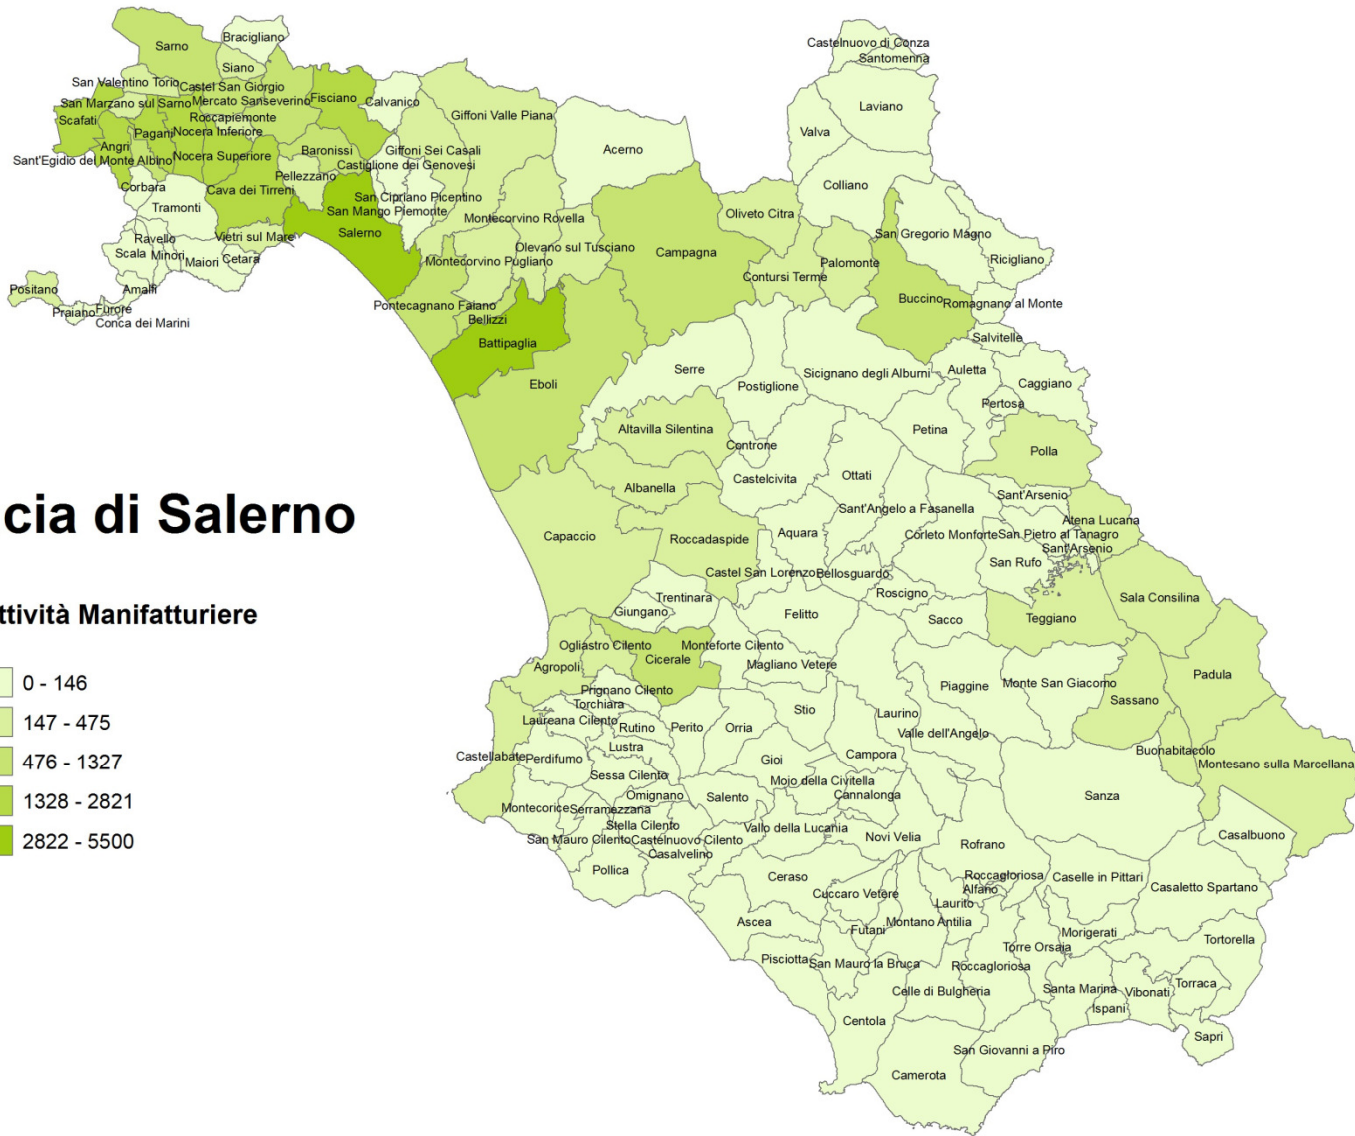 Bracigliano
Castelnuovo di Conza
Sarno
Santomenna
Siano
San Valentino Torio
Castel San Giorgio
Laviano
San Marzano sul Sarno
Mercato Sanseverino
Fisciano
Calvanico
Giffoni Valle Piana
Scafati
Roccapiemonte
Pagani
Nocera Inferiore
Valva
Angri
Baronissi
Giffoni Sei Casali
Acerno
Sant'Egidio del Monte Albino
Nocera Superiore
Castiglione dei Genovesi
Pellezzano
Corbara
Cava dei Tirreni
Colliano
San Cipriano Picentino
Tramonti
San Mango Piemonte
Montecorvino Rovella
Oliveto Citra
Ravello
Vietri sul Mare
Salerno
San Gregorio Magno
Scala
Minori
Maiori
Cetara
Olevano sul Tusciano
Campagna
Montecorvino Pugliano
Palomonte
Ricigliano
Contursi Terme
Positano
Amalfi
Buccino
Romagnano al Monte
Praiano
Furore
Pontecagnano Faiano
Conca dei Marini
Bellizzi
Salvitelle
Battipaglia
Serre
Sicignano degli Alburni
Auletta
Eboli
Postiglione
Caggiano
Pertosa
Altavilla Silentina
Petina
Controne
Polla
Castelcivita
Ottati
Albanella
Sant'Arsenio
cia di Salerno
Sant'Angelo a Fasanella
Atena Lucana
Capaccio
Roccadaspide
Aquara
Corleto Monforte
San Pietro al Tanagro
Sant'Arsenio
San Rufo
Castel San Lorenzo
Bellosguardo
Roscigno
Trentinara
Sala Consilina
ttività Manifatturiere
Giungano
Felitto
Sacco
Teggiano
Ogliastro Cilento
Monteforte Cilento
Agropoli
Cicerale
Magliano Vetere
Padula
0 - 146
Prignano Cilento
Piaggine
Monte San Giacomo
Sassano
Torchiara
147 - 475
Laureana Cilento
Rutino
Perito
Orria
Stio
Laurino
Valle dell'Angelo
Lustra
Buonabitacolo
476 - 1327
Castellabate
Perdifumo
Gioi
Campora
Montesano sulla Marcellana
Sessa Cilento
Mojo della Civitella
1328 - 2821
Omignano
Salento
Cannalonga
Sanza
Montecorice
Serramezzana
2822 - 5500
Stella Cilento
Vallo della Lucania
Novi Velia
Casalbuono
San Mauro Cilento
Castelnuovo Cilento
Rofrano
Casalvelino
Pollica
Ceraso
Roccagloriosa
Caselle in Pittari
Casaletto Spartano
Cuccaro Vetere
Alfano
Laurito
Ascea
Montano Antilia
Futani
Morigerati
Tortorella
Torre Orsaia
Pisciotta
San Mauro la Bruca
Roccagloriosa
Torraca
Celle di Bulgheria
Santa Marina
Vibonati
Ispani
Centola
Sapri
San Giovanni a Piro
Camerota